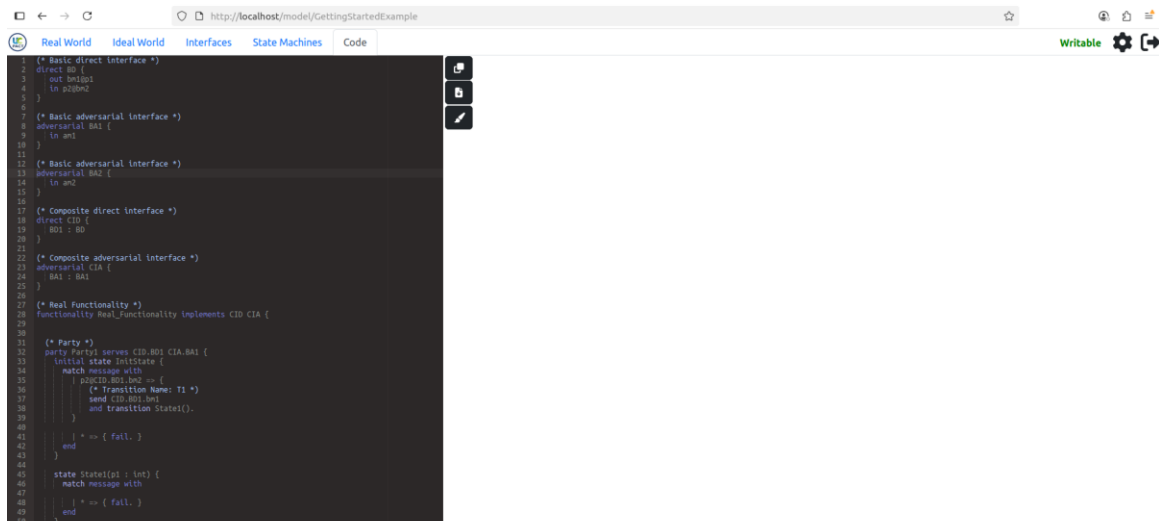 http://localhost/model/GettingStartedExample
Real World Ideal World Interfaces State Machines Code Writable
1 (* Basic direct interface *)
2 direct BD {
3 out bm1@p1
4 in p2@bm2
5 }
6
7 (* Basic adversarial interface *)
8 adversarial BA1 {
9 in am1
10 }
11
12 (* Basic adversarial interface *)
13 adversarial BA2 {
14 in am2
15 }
16
17 (* Composite direct interface *)
18 direct CID {
19 BD1 : BD
20 }
21
22 (* Composite adversarial interface *)
23 adversarial CIA {
24 BA1 : BA1
25 }
26
27 (* Real Functionality *)
28 functionality Real_Functionality implements CID CIA {
29
30
31 (* Party *)
32 party Party1 serves CID.BD1 CIA.BA1 {
33 initial state InitState {
34 match message with
35 | p2@CID.BD1.bm2 => {
36 (* Transition Name: T1 *)
37 send CID.BD1.bm1
38 and transition State1().
39 }
40
41 | * => { fail. }
42 end
43 }
44
45 state State1(p1 : int) {
46 match message with
47
48 | * => { fail. }
49 end